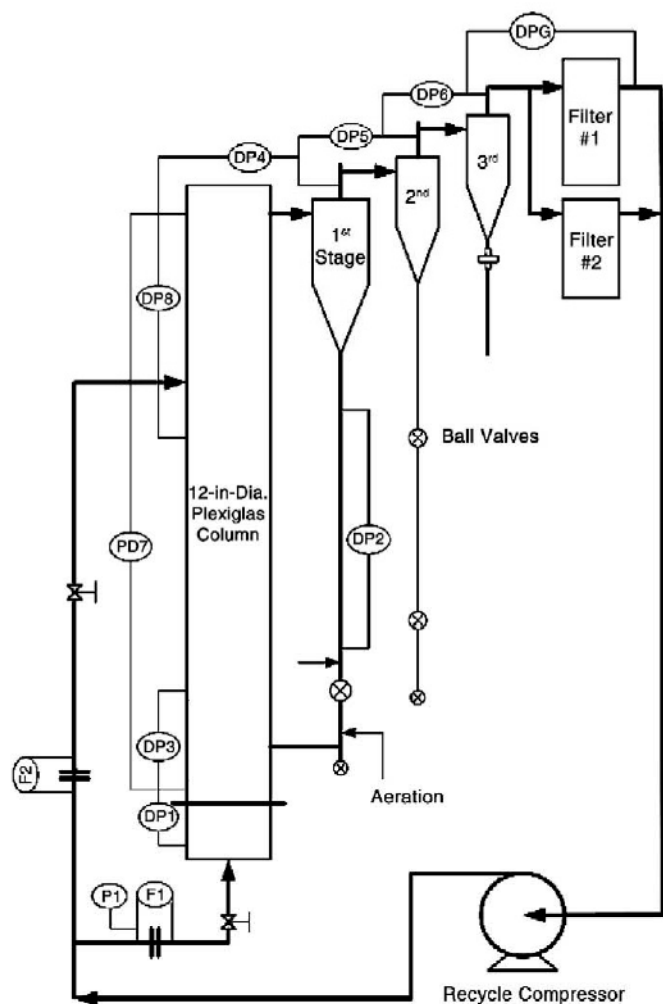 DPG
DP6
DP5
DP4
Filter
#1
3rd
2nd
1st
Stage
Filter
#2
DP8
Ball Valves
12-in-Dia.
Plexiglas
Column
PD7
DP2
DP3
F2
DP1
Aeration
P1
F1
Recycle Compressor